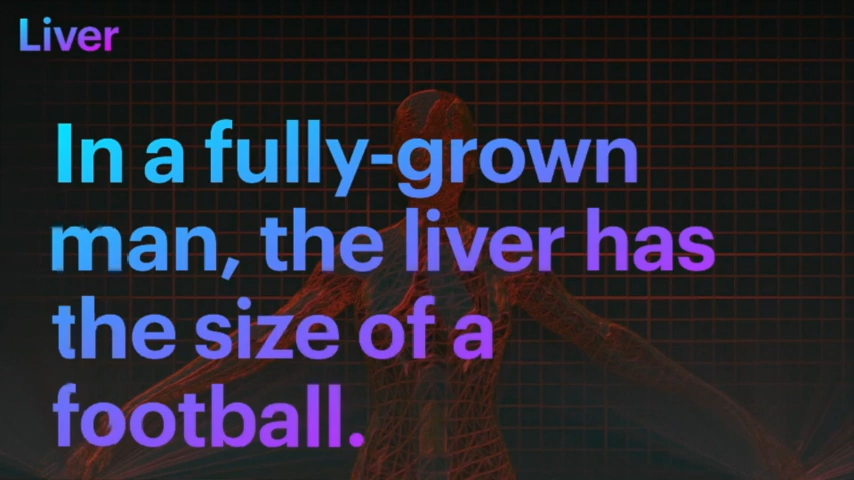 Liver
In a fully-grown
man, the liver has
the size of a
football.